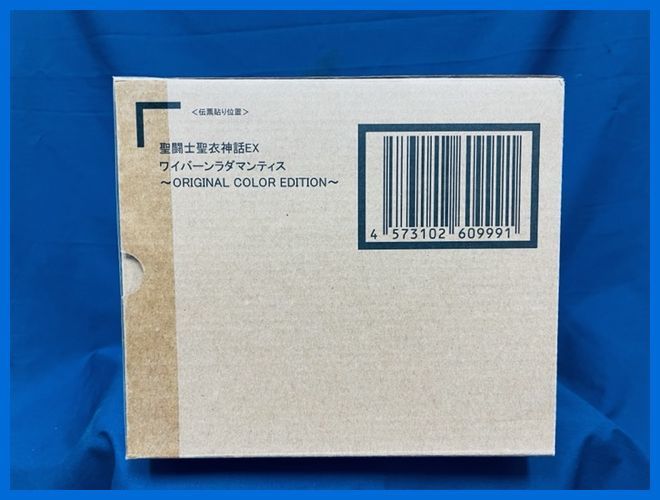 ＜伝票貼り位置＞
聖闘士聖衣神話EX
ワイバーンラダマンティス
～ORIGINAL COLOR EDITION～
4 573102 609991